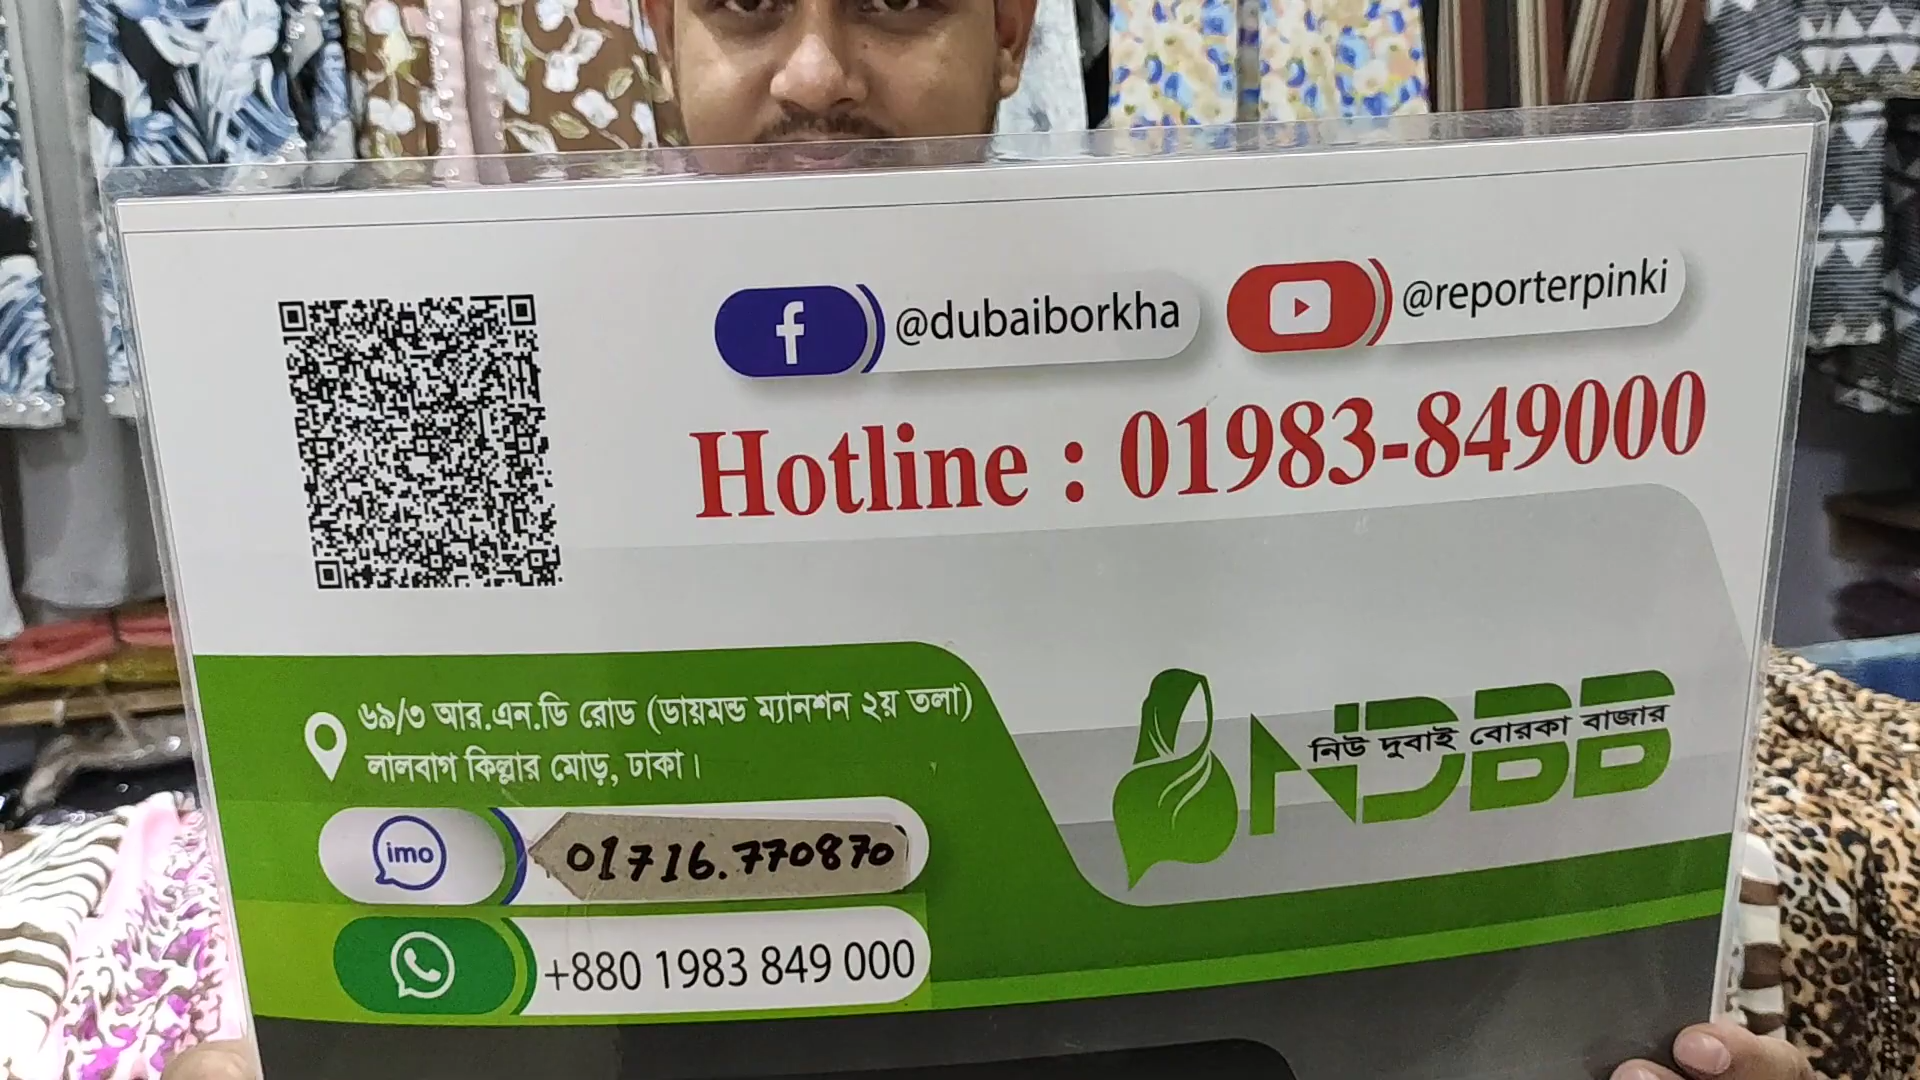 @dubaiborkha
@reporterpinki
Hotline : 01983-849000
৬৯/৩ আর.এন.ডি রোড (ডায়মন্ড ম্যানশন ২য় তলা)
লালবাগ কিল্লার মোড়, ঢাকা।
imo
01716.770870
+880 1983 849 000
NDBB
নিউ দুবাই বোরকা বাজার